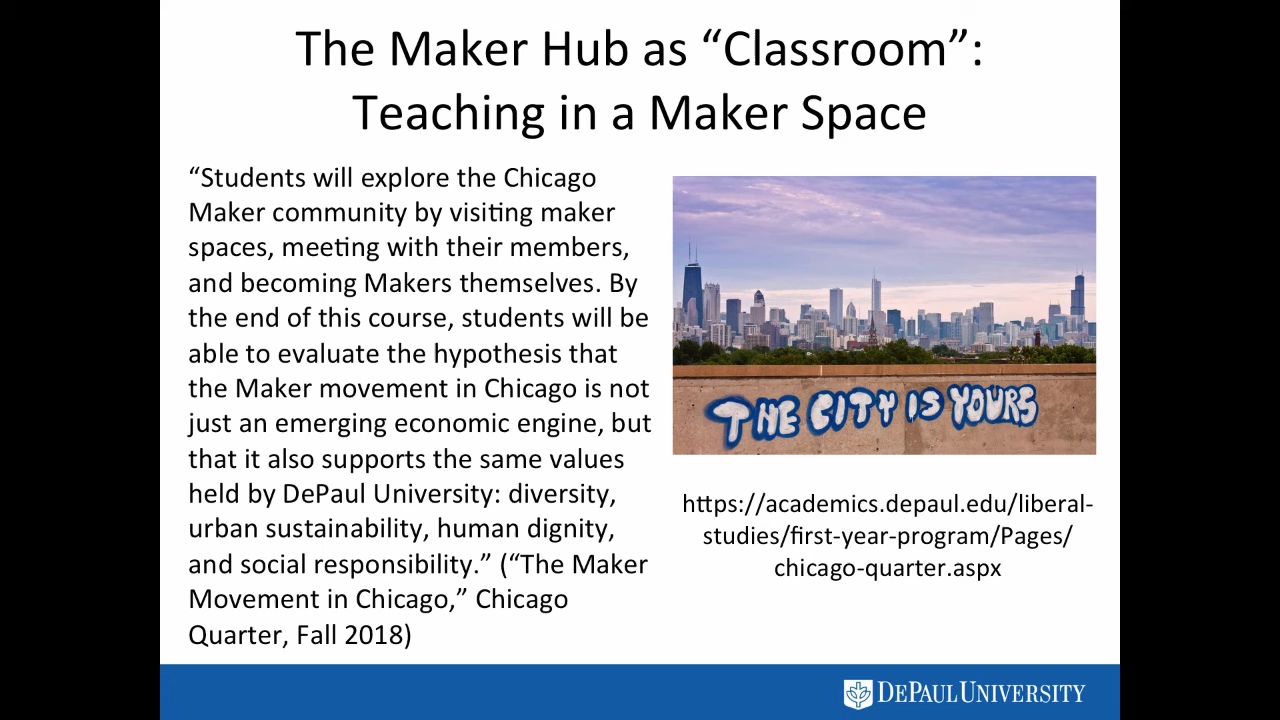 The Maker Hub as “Classroom”:
Teaching in a Maker Space
“Students will explore the Chicago
Maker community by visiting maker
spaces, meeting with their members,
and becoming Makers themselves. By
the end of this course, students will be
able to evaluate the hypothesis that
the Maker movement in Chicago is not
just an emerging economic engine, but
that it also supports the same values
held by DePaul University: diversity,
urban sustainability, human dignity,
and social responsibility.” (“The Maker
Movement in Chicago,” Chicago
Quarter, Fall 2018)
THE CITY IS YOURS
https://academics.depaul.edu/liberal-
studies/first-year-program/Pages/
chicago-quarter.aspx
DEPAUL UNIVERSITY